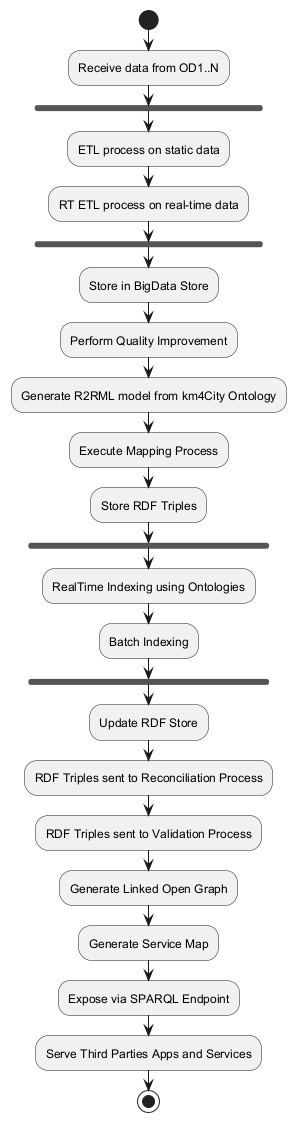 Receive data from OD1..N
ETL process on static data
RT ETL process on real-time data
Store in BigData Store
Perform Quality Improvement
Generate R2RML model from km4City Ontology
Execute Mapping Process
Store RDF Triples
RealTime Indexing using Ontologies
Batch Indexing
Update RDF Store
RDF Triples sent to Reconciliation Process
RDF Triples sent to Validation Process
Generate Linked Open Graph
Generate Service Map
Expose via SPARQL Endpoint
Serve Third Parties Apps and Services